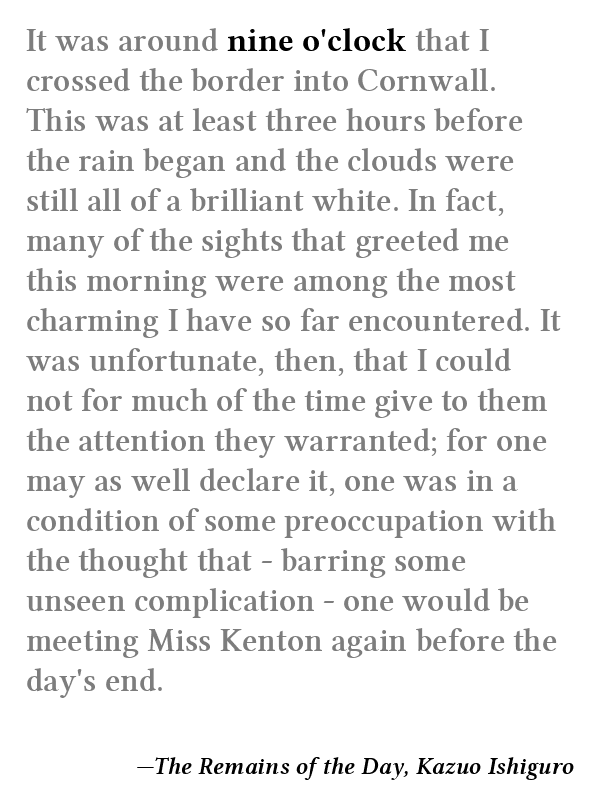 It was around nine o'clock that I
crossed the border into Cornwall.
This was at least three hours before
the rain began and the clouds were
still all of a brilliant white. In fact,
many of the sights that greeted me
this morning were among the most
charming I have so far encountered. It
was unfortunate, then, that I could
not for much of the time give to them
the attention they warranted; for one
may as well declare it, one was in a
condition of some preoccupation with
the thought that - barring some
unseen complication - one would be
meeting Miss Kenton again before the
day's end.
—The Remains of the Day, Kazuo Ishiguro